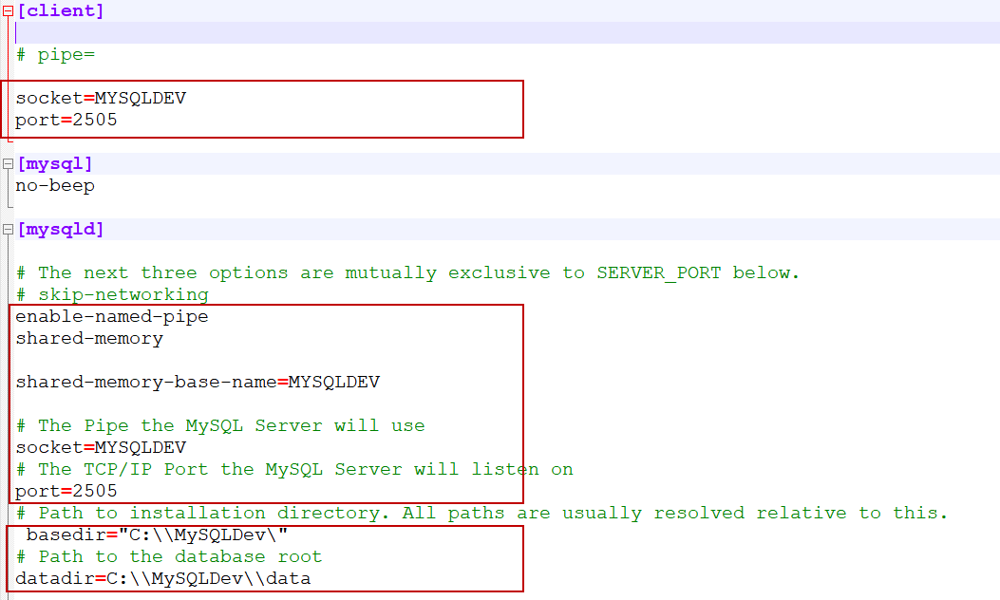 [client]
# pipe=
socket=MYSQLDEV
port=2505
[mysql]
no-beep
[mysqld]
# The next three options are mutually exclusive to SERVER_PORT below.
# skip-networking
enable-named-pipe
shared-memory
shared-memory-base-name=MYSQLDEV
# The Pipe the MySQL Server will use
socket=MYSQLDEV
# The TCP/IP Port the MySQL Server will listen on
port=2505
# Path to installation directory. All paths are usually resolved relative to this.
basedir="C:\\MySQLDev\"
# Path to the database root
datadir=C:\\MySQLDev\\data